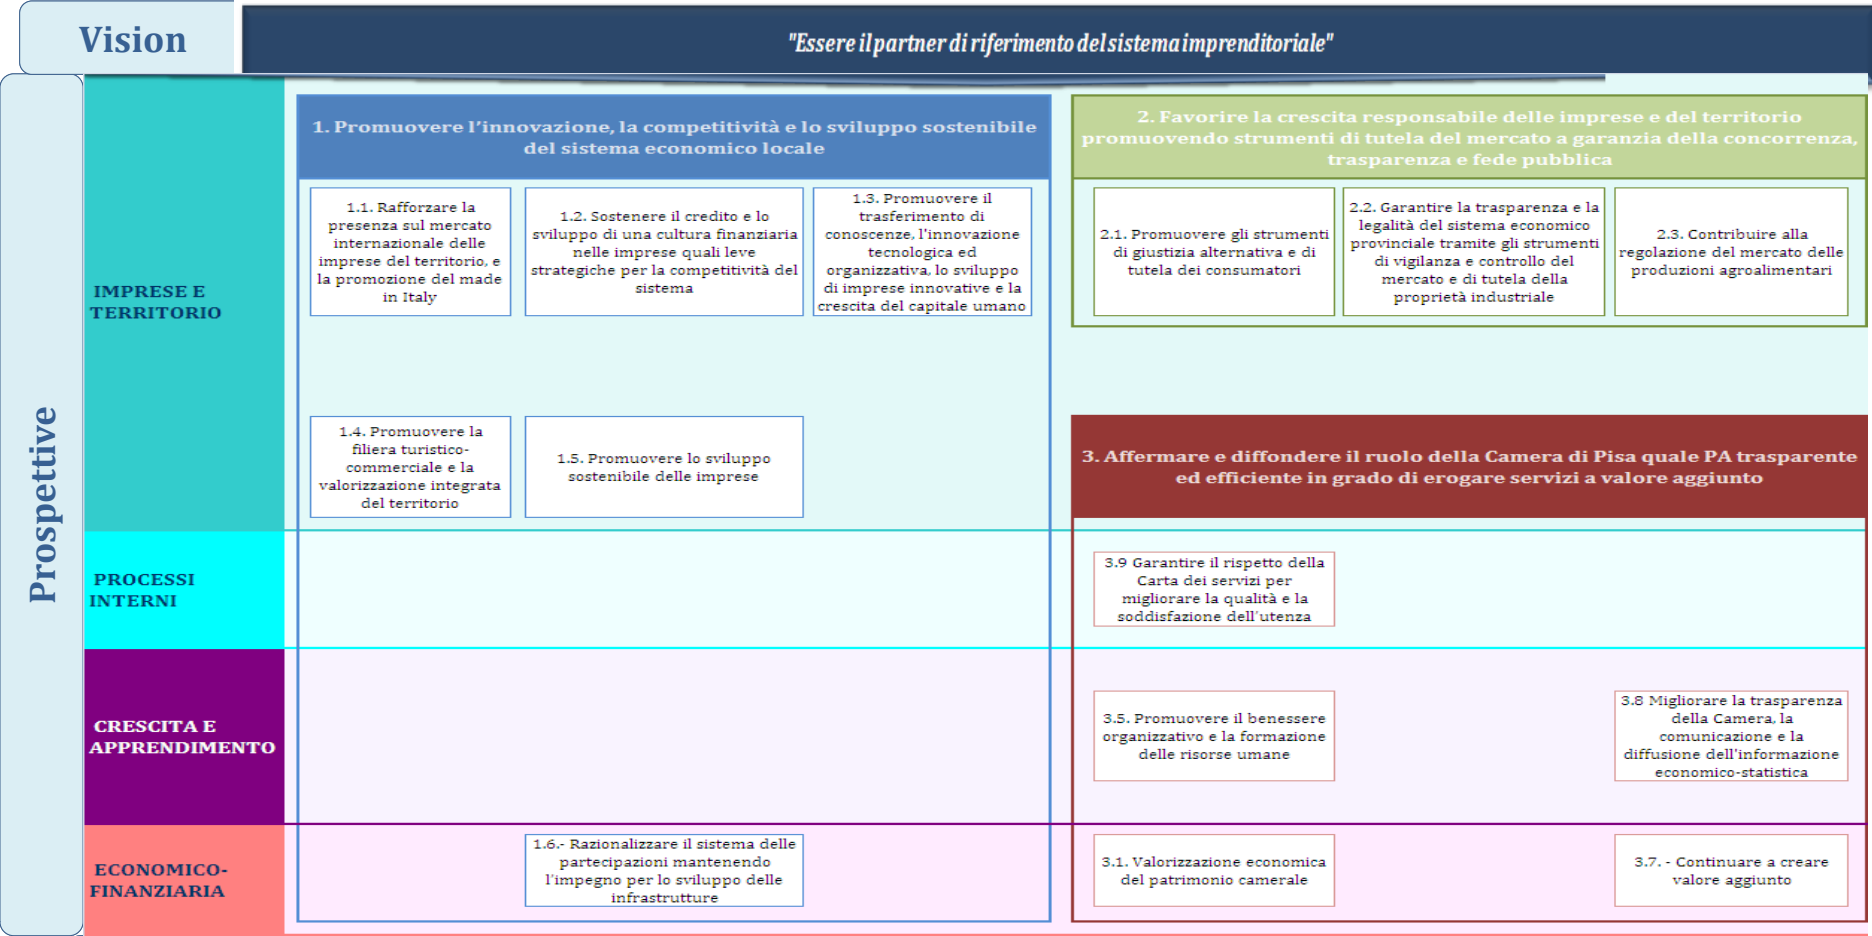 Vision
"Essere il partner di riferimento del sistema imprenditoriale"
Prospettive
IMPRESE E
TERRITORIO
1. Promuovere l'innovazione, la competitività e lo sviluppo sostenibile
del sistema economico locale
1.1. Rafforzare la
presenza sul mercato
internazionale delle
imprese del territorio, e
la promozione del made
in Italy
1.2. Sostenere il credito e lo
sviluppo di una cultura finanziaria
nelle imprese quali leve
strategiche per la competitività del
sistema
1.3. Promuovere il
trasferimento di
conoscenze, l'innovazione
tecnologica ed
organizzativa, lo sviluppo
di imprese innovative e la
crescita del capitale umano
1.4. Promuovere la
filiera turistico-
commerciale e la
valorizzazione integrata
del territorio
1.5. Promuovere lo sviluppo
sostenibile delle imprese
2. Favorire la crescita responsabile delle imprese e del territorio
promuovendo strumenti di tutela del mercato a garanzia della concorrenza,
trasparenza e fede pubblica
2.1. Promuovere gli strumenti
di giustizia alternativa e di
tutela dei consumatori
2.2. Garantire la trasparenza e la
legalità del sistema economico
provinciale tramite gli strumenti
di vigilanza e controllo del
mercato e di tutela della
proprietà industriale
2.3. Contribuire alla
regolazione del mercato delle
produzioni agroalimentari
3. Affermare e diffondere il ruolo della Camera di Pisa quale PA trasparente
ed efficiente in grado di erogare servizi a valore aggiunto
PROCESSI
INTERNI
3.9 Garantire il rispetto della
Carta dei servizi per
migliorare la qualità e la
soddisfazione dell'utenza
CRESCITA E
APPRENDIMENTO
3.5. Promuovere il benessere
organizzativo e la formazione
delle risorse umane
3.8 Migliorare la trasparenza
della Camera, la
comunicazione e la
diffusione dell'informazione
economico-statistica
ECONOMICO-
FINANZIARIA
1.6.- Razionalizzare il sistema delle
partecipazioni mantenendo
l'impegno per lo sviluppo delle
infrastrutture
3.1. Valorizzazione economica
del patrimonio camerale
3.7. - Continuare a creare
valore aggiunto